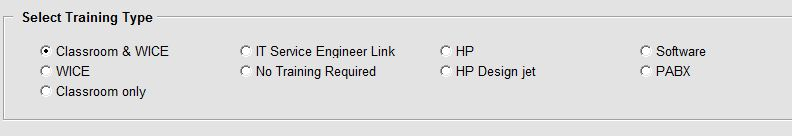 Select Training Type
Classroom & WICE IT Service Engineer Link HP Software
WICE No Training Required HP Design jet PABX
Classroom only